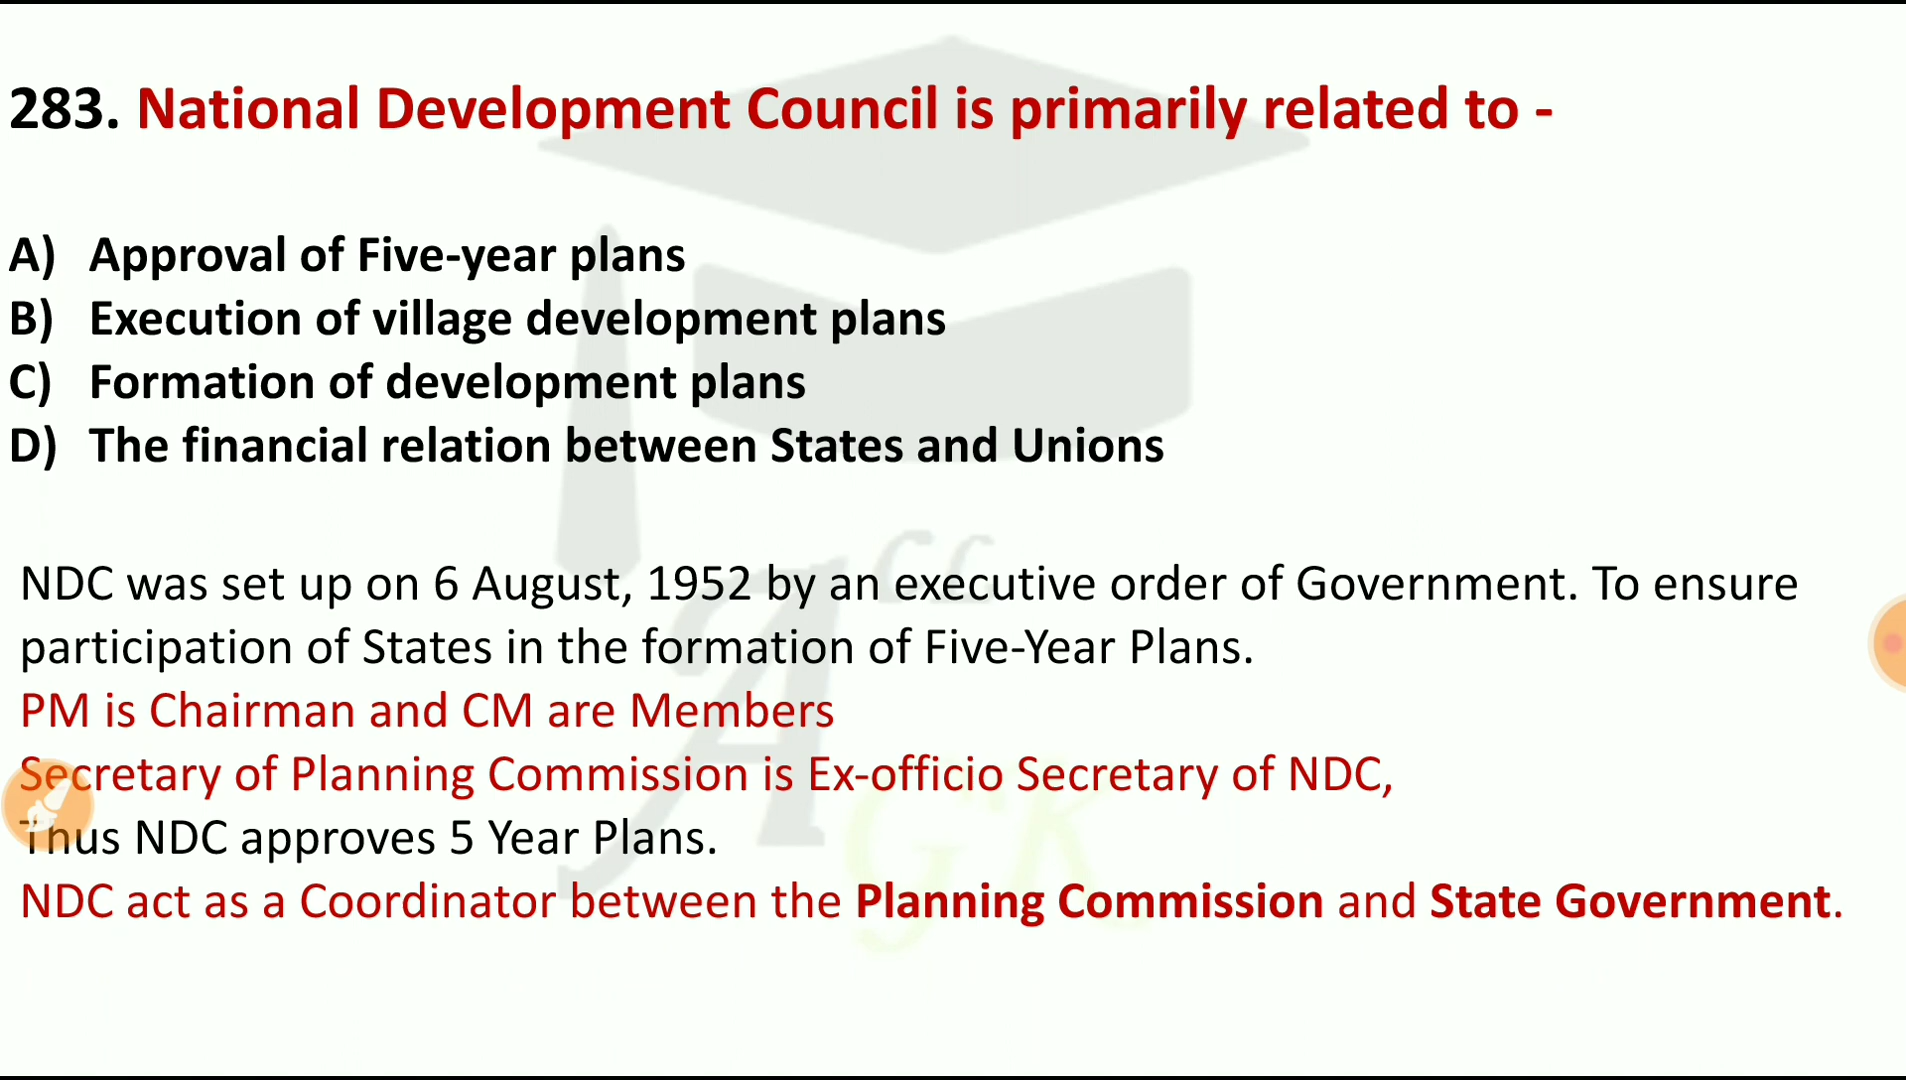 283. National Development Council is primarily related to -
A) Approval of Five-year plans
B) Execution of village development plans
C) Formation of development plans
D) The financial relation between States and Unions
NDC was set up on 6 August, 1952 by an executive order of Government. To ensure
participation of States in the formation of Five-Year Plans.
PM is Chairman and CM are Members
Secretary of Planning Commission is Ex-officio Secretary of NDC,
Thus NDC approves 5 Year Plans.
NDC act as a Coordinator between the Planning Commission and State Government.
A
GK